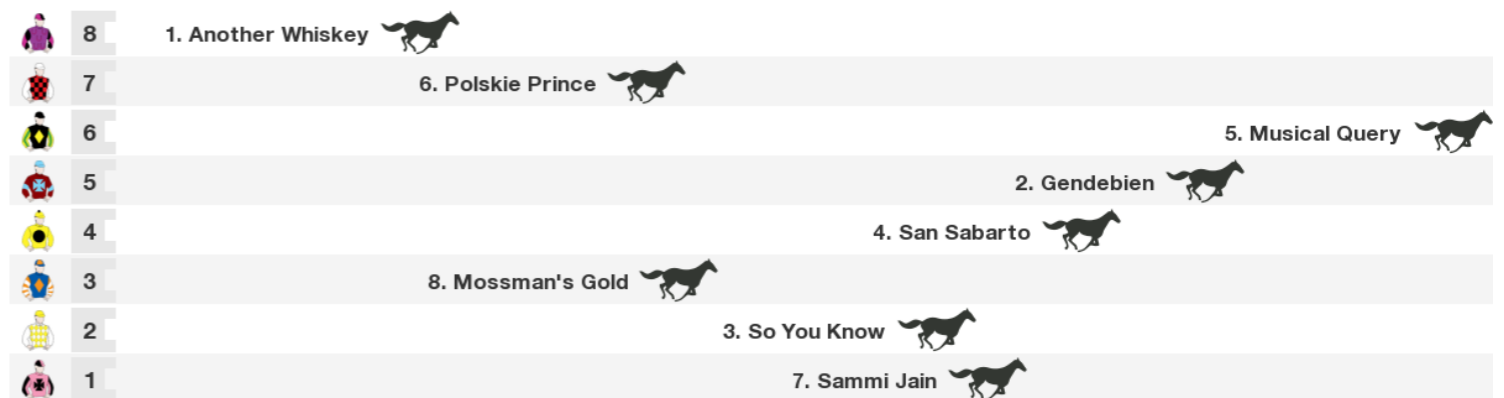 8 1. Another Whiskey
7 6. Polskie Prince
6 5. Musical Query
5 2. Gendebien
4 4. San Sabarto
3 8. Mossman's Gold
2 3. So You Know
1 7. Sammi Jain